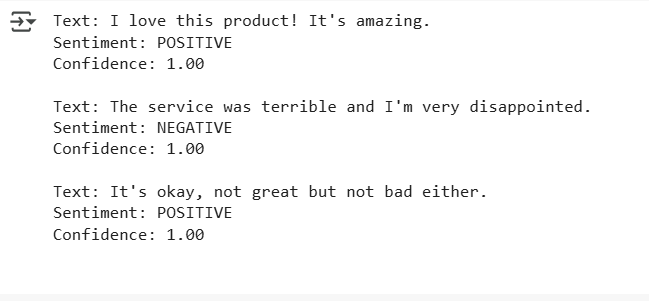 Text: I love this product! It's amazing.
Sentiment: POSITIVE
Confidence: 1.00
Text: The service was terrible and I'm very disappointed.
Sentiment: NEGATIVE
Confidence: 1.00
Text: It's okay, not great but not bad either.
Sentiment: POSITIVE
Confidence: 1.00